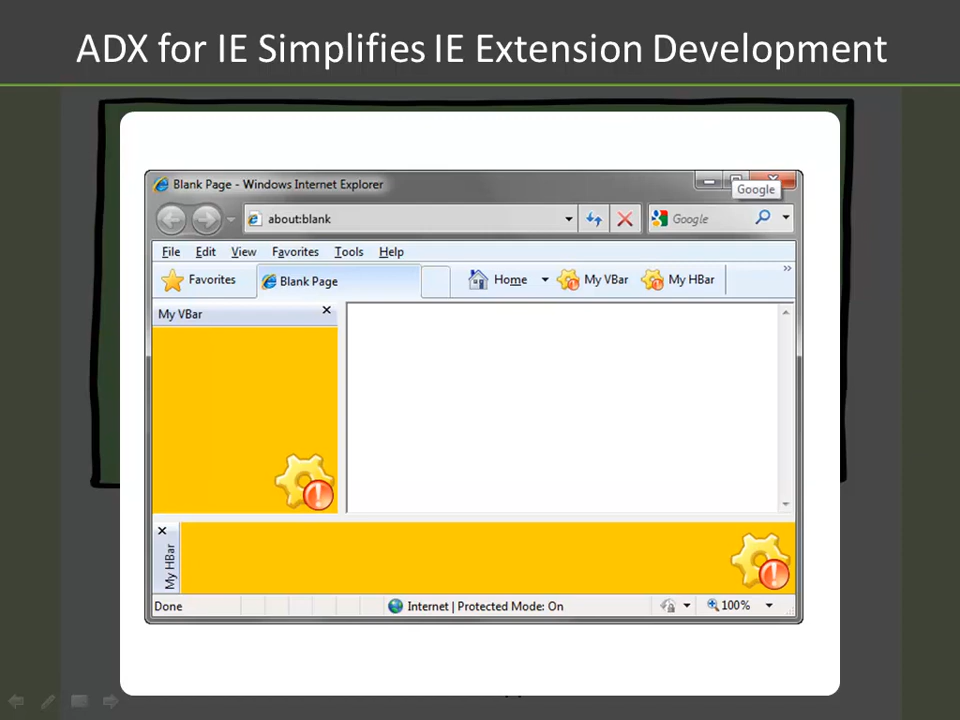 ADX for IE Simplifies IE Extension Development
Blank Page - Windows Internet Explorer
Google
about:blank
Google
File Edit View Favorites Tools Help
Favorites Blank Page Home My VBar My HBar
My VBar
My HBar
Done Internet | Protected Mode: On 100%